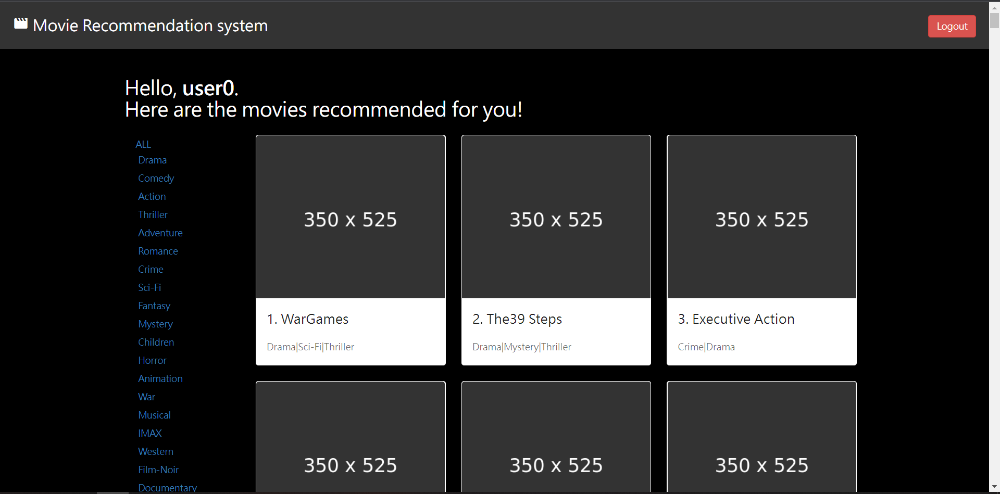 Movie Recommendation system
Logout
Hello, user0.
Here are the movies recommended for you!
ALL
Drama
Comedy
Action
Thriller
Adventure
Romance
Crime
Sci-Fi
Fantasy
Mystery
Children
Horror
Animation
War
Musical
IMAX
Western
Film-Noir
Documentary
350 x 525
1. WarGames
Drama|Sci-Fi|Thriller
350 x 525
2. The39 Steps
Drama|Mystery|Thriller
350 x 525
3. Executive Action
Crime|Drama
350 x 525
350 x 525
350 x 525